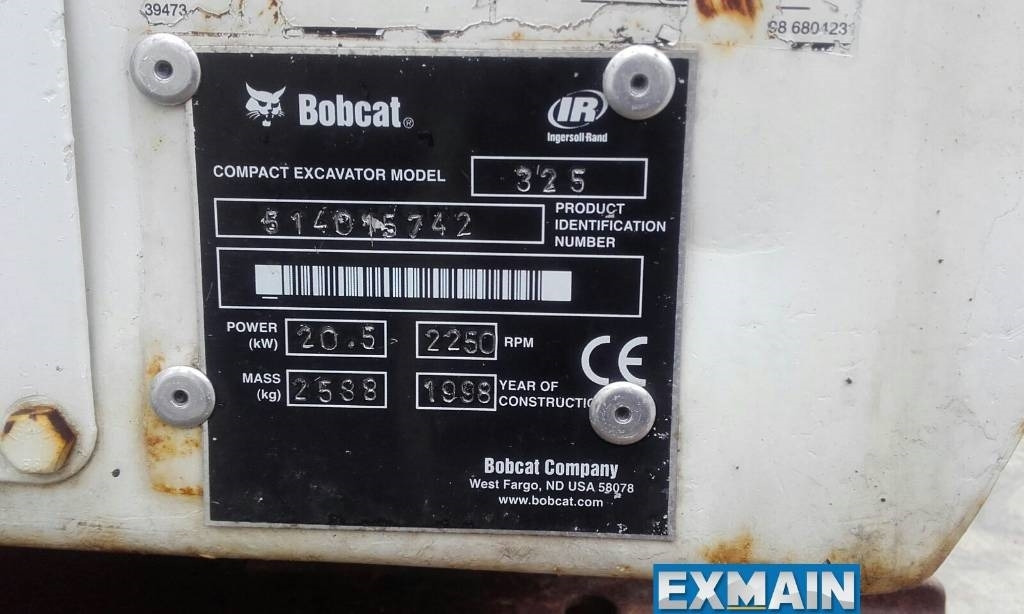 39473
98 680423
Bobcat®
IR
Ingersoll-Rand
COMPACT EXCAVATOR MODEL 325
514015742 PRODUCT IDENTIFICATION NUMBER
POWER (kW) 20.5 2250 RPM
MASS (kg) 2588 1998 YEAR OF CONSTRUCTIO
CE
Bobcat Company
West Fargo, ND USA 58078
www.bobcat.com
EXMAIN